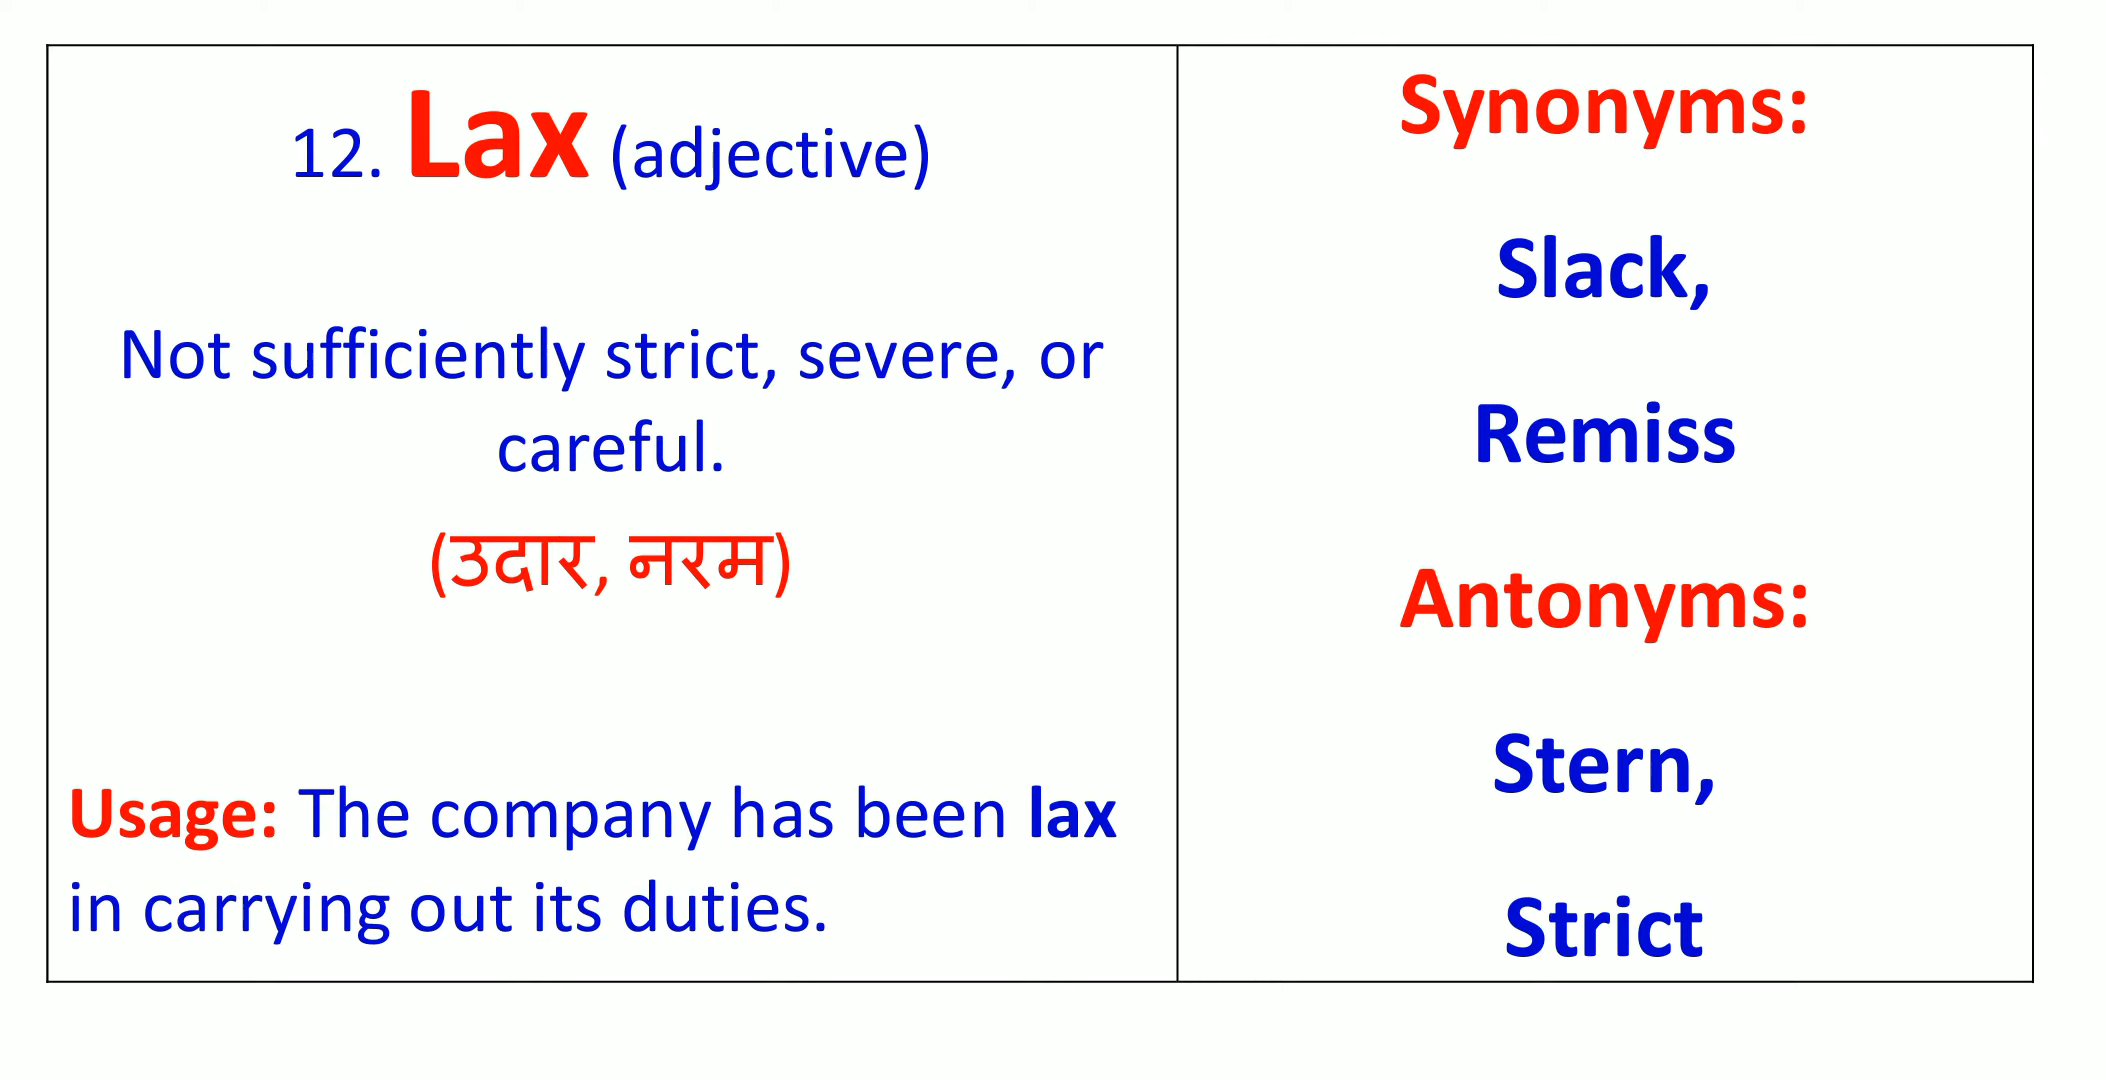 12. Lax (adjective)
Not sufficiently strict, severe, or
careful.
(उदार, नरम)
Usage: The company has been lax
in carrying out its duties.
Synonyms:
Slack,
Remiss
Antonyms:
Stern,
Strict